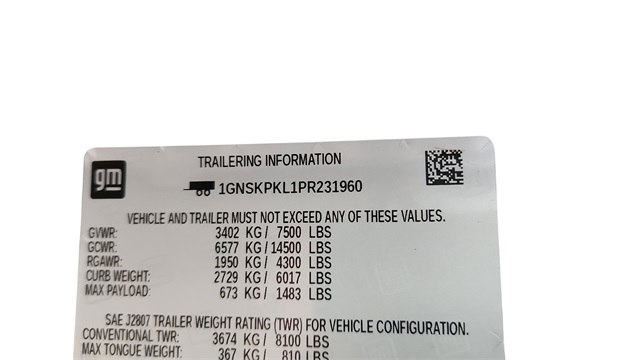 gm
TRAILERING INFORMATION
1GNSKPKL1PR231960
VEHICLE AND TRAILER MUST NOT EXCEED ANY OF THESE VALUES.
GVWR: 3402 KG / 7500 LBS
GCWR: 6577 KG / 14500 LBS
RGAWR: 1950 KG / 4300 LBS
CURB WEIGHT: 2729 KG / 6017 LBS
MAX PAYLOAD: 673 KG / 1483 LBS
SAE J2807 TRAILER WEIGHT RATING (TWR) FOR VEHICLE CONFIGURATION.
CONVENTIONAL TWR: 3674 KG / 8100 LBS
MAX TONGUE WEIGHT: 367 KG / 810 LBS